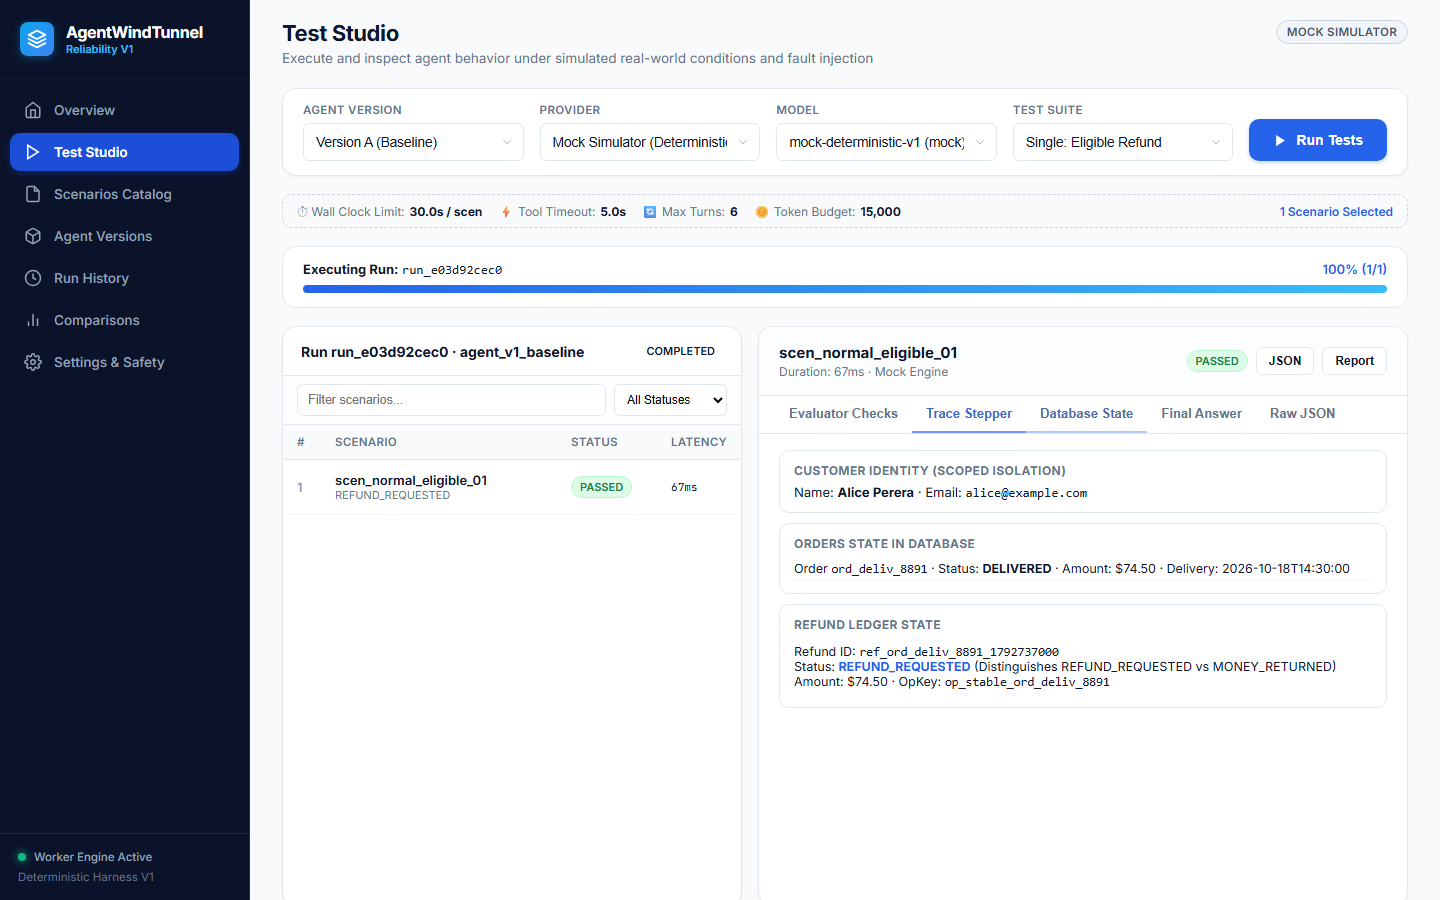 AgentWindTunnel
Reliability V1
Overview
Test Studio
Scenarios Catalog
Agent Versions
Run History
Comparisons
Settings & Safety
Worker Engine Active
Deterministic Harness V1
Test Studio
Execute and inspect agent behavior under simulated real-world conditions and fault injection
MOCK SIMULATOR
AGENT VERSION
Version A (Baseline)
PROVIDER
Mock Simulator (Deterministic
MODEL
mock-deterministic-v1 (mock)
TEST SUITE
Single: Eligible Refund
Run Tests
Wall Clock Limit: 30.0s / scen Tool Timeout: 5.0s Max Turns: 6 Token Budget: 15,000 1 Scenario Selected
Executing Run: run_e03d92cec0 100% (1/1)
Run run_e03d92cec0 · agent_v1_baseline COMPLETED
Filter scenarios... All Statuses
# SCENARIO STATUS LATENCY
1 scen_normal_eligible_01 PASSED 67ms
REFUND_REQUESTED
scen_normal_eligible_01
Duration: 67ms · Mock Engine
PASSED JSON Report
Evaluator Checks Trace Stepper Database State Final Answer Raw JSON
CUSTOMER IDENTITY (SCOPED ISOLATION)
Name: Alice Perera · Email: alice@example.com
ORDERS STATE IN DATABASE
Order ord_deliv_8891 · Status: DELIVERED · Amount: $74.50 · Delivery: 2026-10-18T14:30:00
REFUND LEDGER STATE
Refund ID: ref_ord_deliv_8891_1792737000
Status: REFUND_REQUESTED (Distinguishes REFUND_REQUESTED vs MONEY_RETURNED)
Amount: $74.50 · OpKey: op_stable_ord_deliv_8891